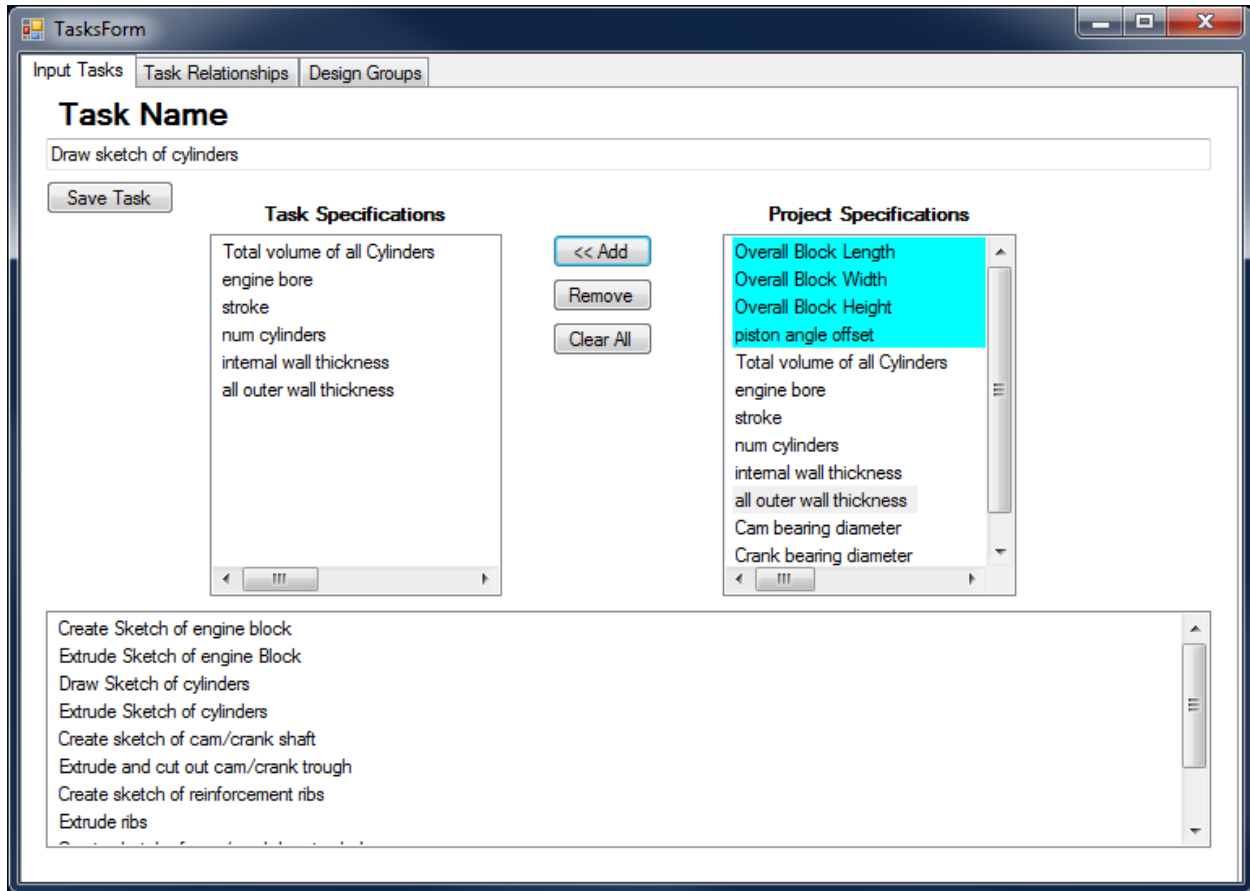 TasksForm
Input Tasks Task Relationships Design Groups
Task Name
Draw sketch of cylinders
Save Task
Task Specifications
Total volume of all Cylinders
engine bore
stroke
num cylinders
internal wall thickness
all outer wall thickness
<< Add
Remove
Clear All
Project Specifications
Overall Block Length
Overall Block Width
Overall Block Height
piston angle offset
Total volume of all Cylinders
engine bore
stroke
num cylinders
internal wall thickness
all outer wall thickness
Cam bearing diameter
Crank bearing diameter
Create Sketch of engine block
Extrude Sketch of engine Block
Draw Sketch of cylinders
Extrude Sketch of cylinders
Create sketch of cam/crank shaft
Extrude and cut out cam/crank trough
Create sketch of reinforcement ribs
Extrude ribs